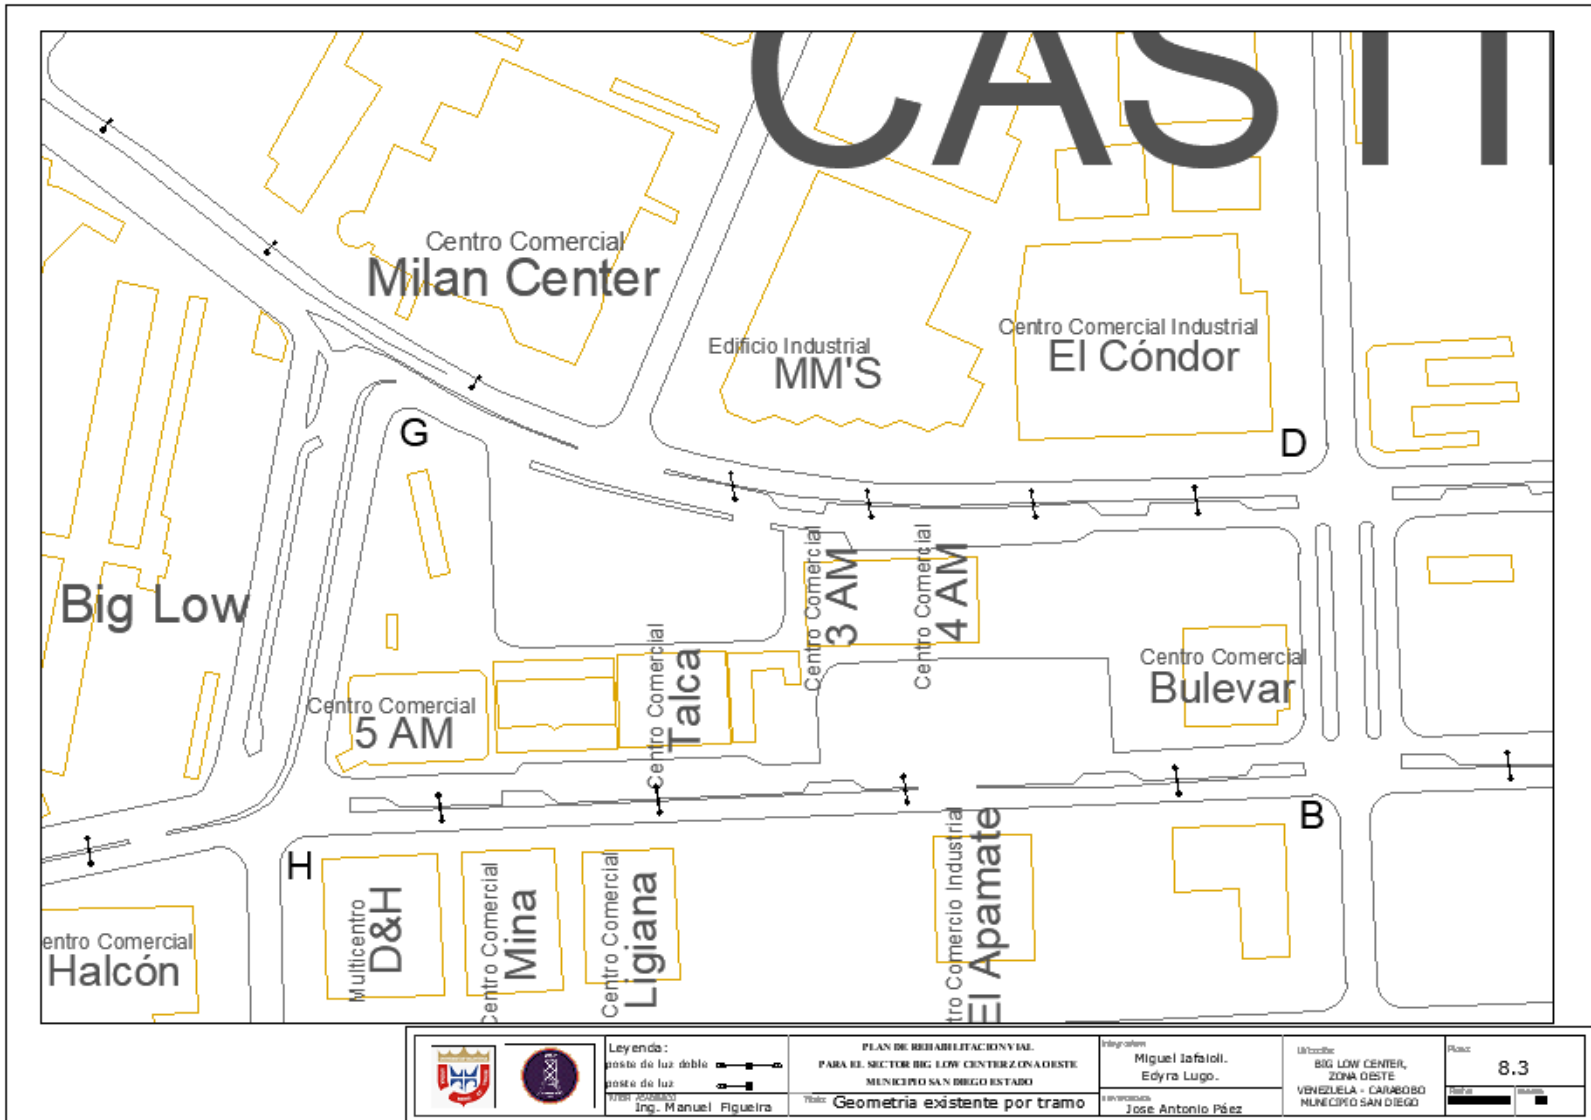 CASTI
Centro Comercial
Milan Center
Edificio Industrial
MM'S
Centro Comercial Industrial
El Cóndor
G
D
Big Low
Centro Comercial
3 AM
Centro Comercial
4 AM
Centro Comercial
Talca
Centro Comercial
Bulevar
Centro Comercial
5 AM
B
H
Multicentro
D&H
Centro Comercial
Mina
Centro Comercial
Ligiana
tro Comercio Industrial
El Apamate
entro Comercial
Halcón
Leyenda:
poste de luz doble
poste de luz
Ing. Manuel Figueira
PLAN DE REHABILITACION VIAL
PARA EL SECTOR BIG LOW CENTER ZONA OESTE
MUNICIPIO SAN DIEGO ESTADO
Geometria existente por tramo
Miguel Iafaioli.
Edyra Lugo.
Jose Antonio Páez
BIG LOW CENTER,
ZONA OESTE
VENEZUELA - CARABOBO
MUNICIPIO SAN DIEGO
8.3